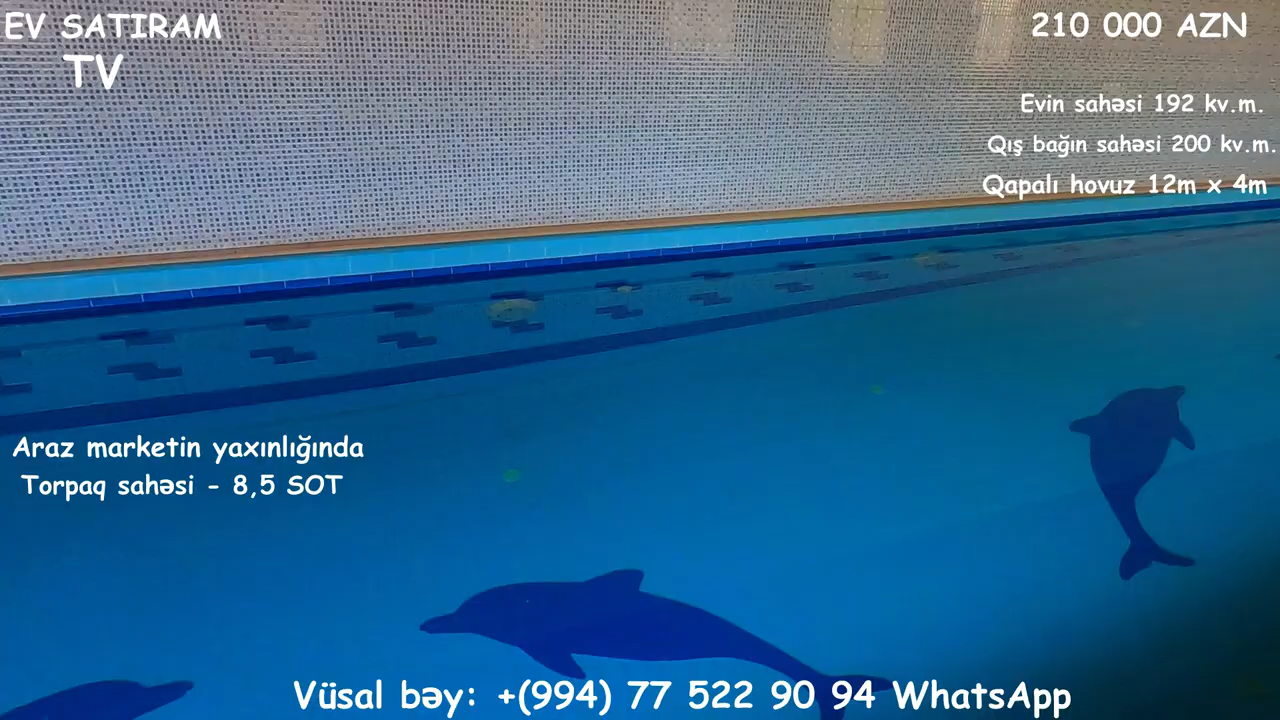 EV SATIRAM
TV
210 000 AZN
Evin sahəsi 192 kv.m.
Qış bağın sahəsi 200 kv.m.
Qapalı hovuz 12m x 4m
Araz marketin yaxınlığında
Torpaq sahəsi - 8,5 SOT
Vüsal bəy: +(994) 77 522 90 94 WhatsApp